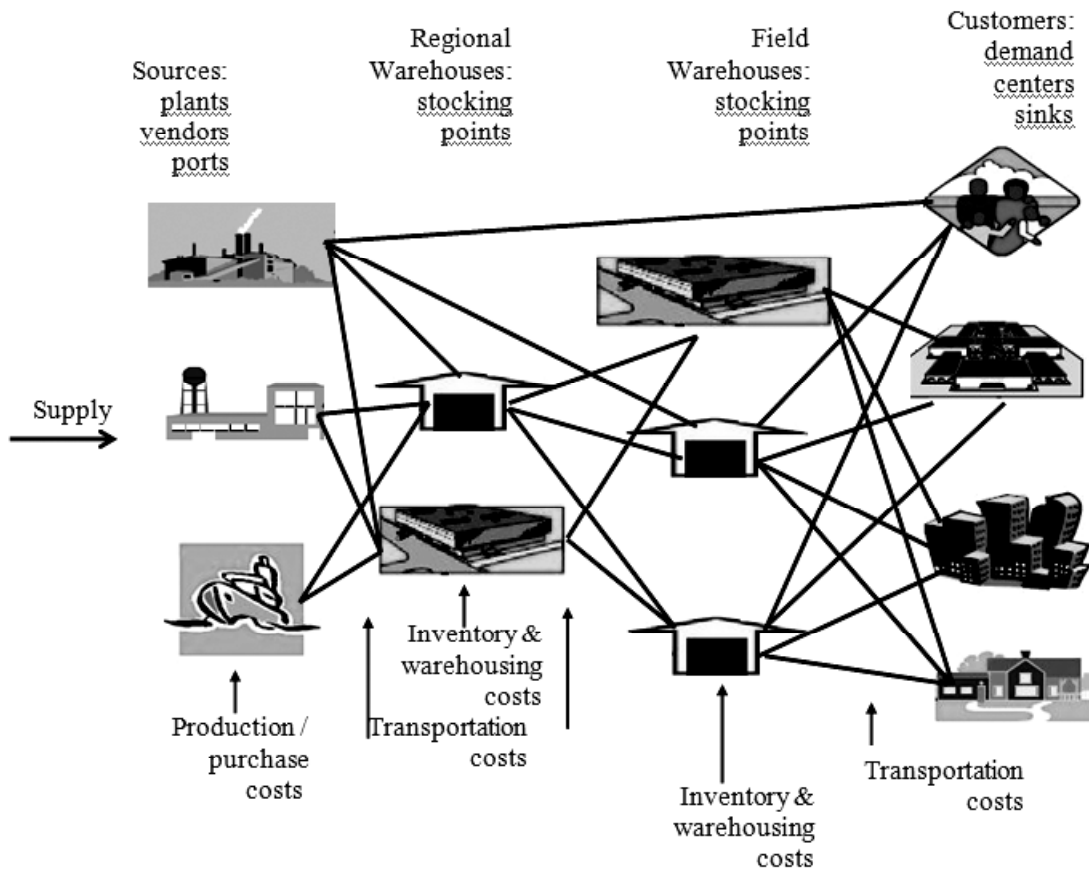 Sources:
plants
vendors
ports
Regional
Warehouses:
stocking
points
Field
Warehouses:
stocking
points
Customers:
demand
centers
sinks
Supply
Production /
purchase
costs
Inventory &
warehousing
costs
Transportation
costs
Inventory &
warehousing
costs
Transportation
costs